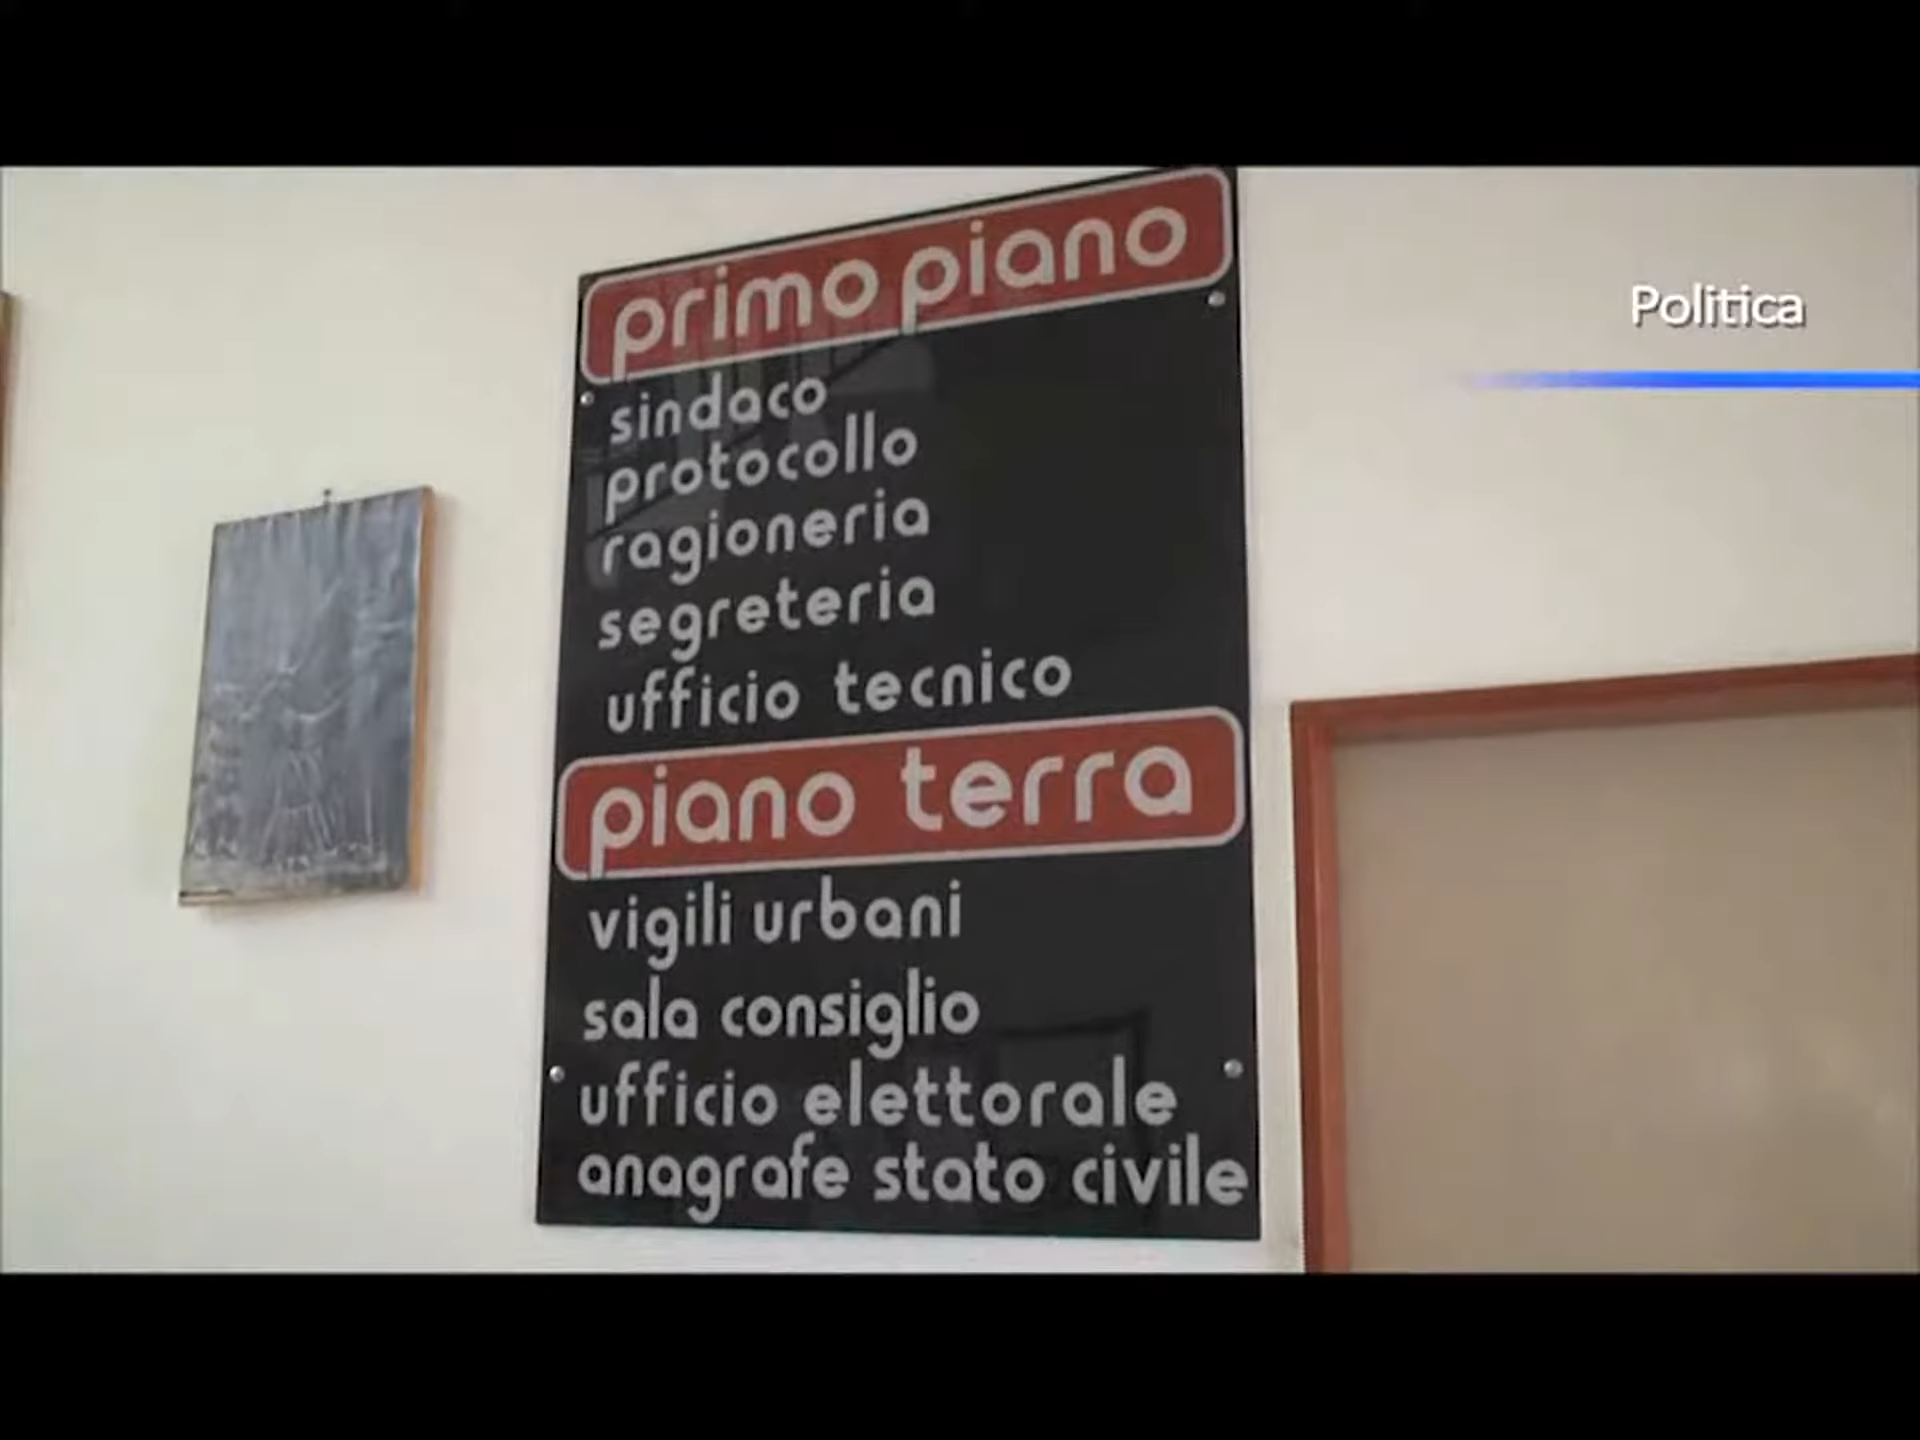 primo piano
sindaco
protocollo
ragioneria
segreteria
ufficio tecnico
piano terra
vigili urbani
sala consiglio
ufficio elettorale
anagrafe stato civile
Politica